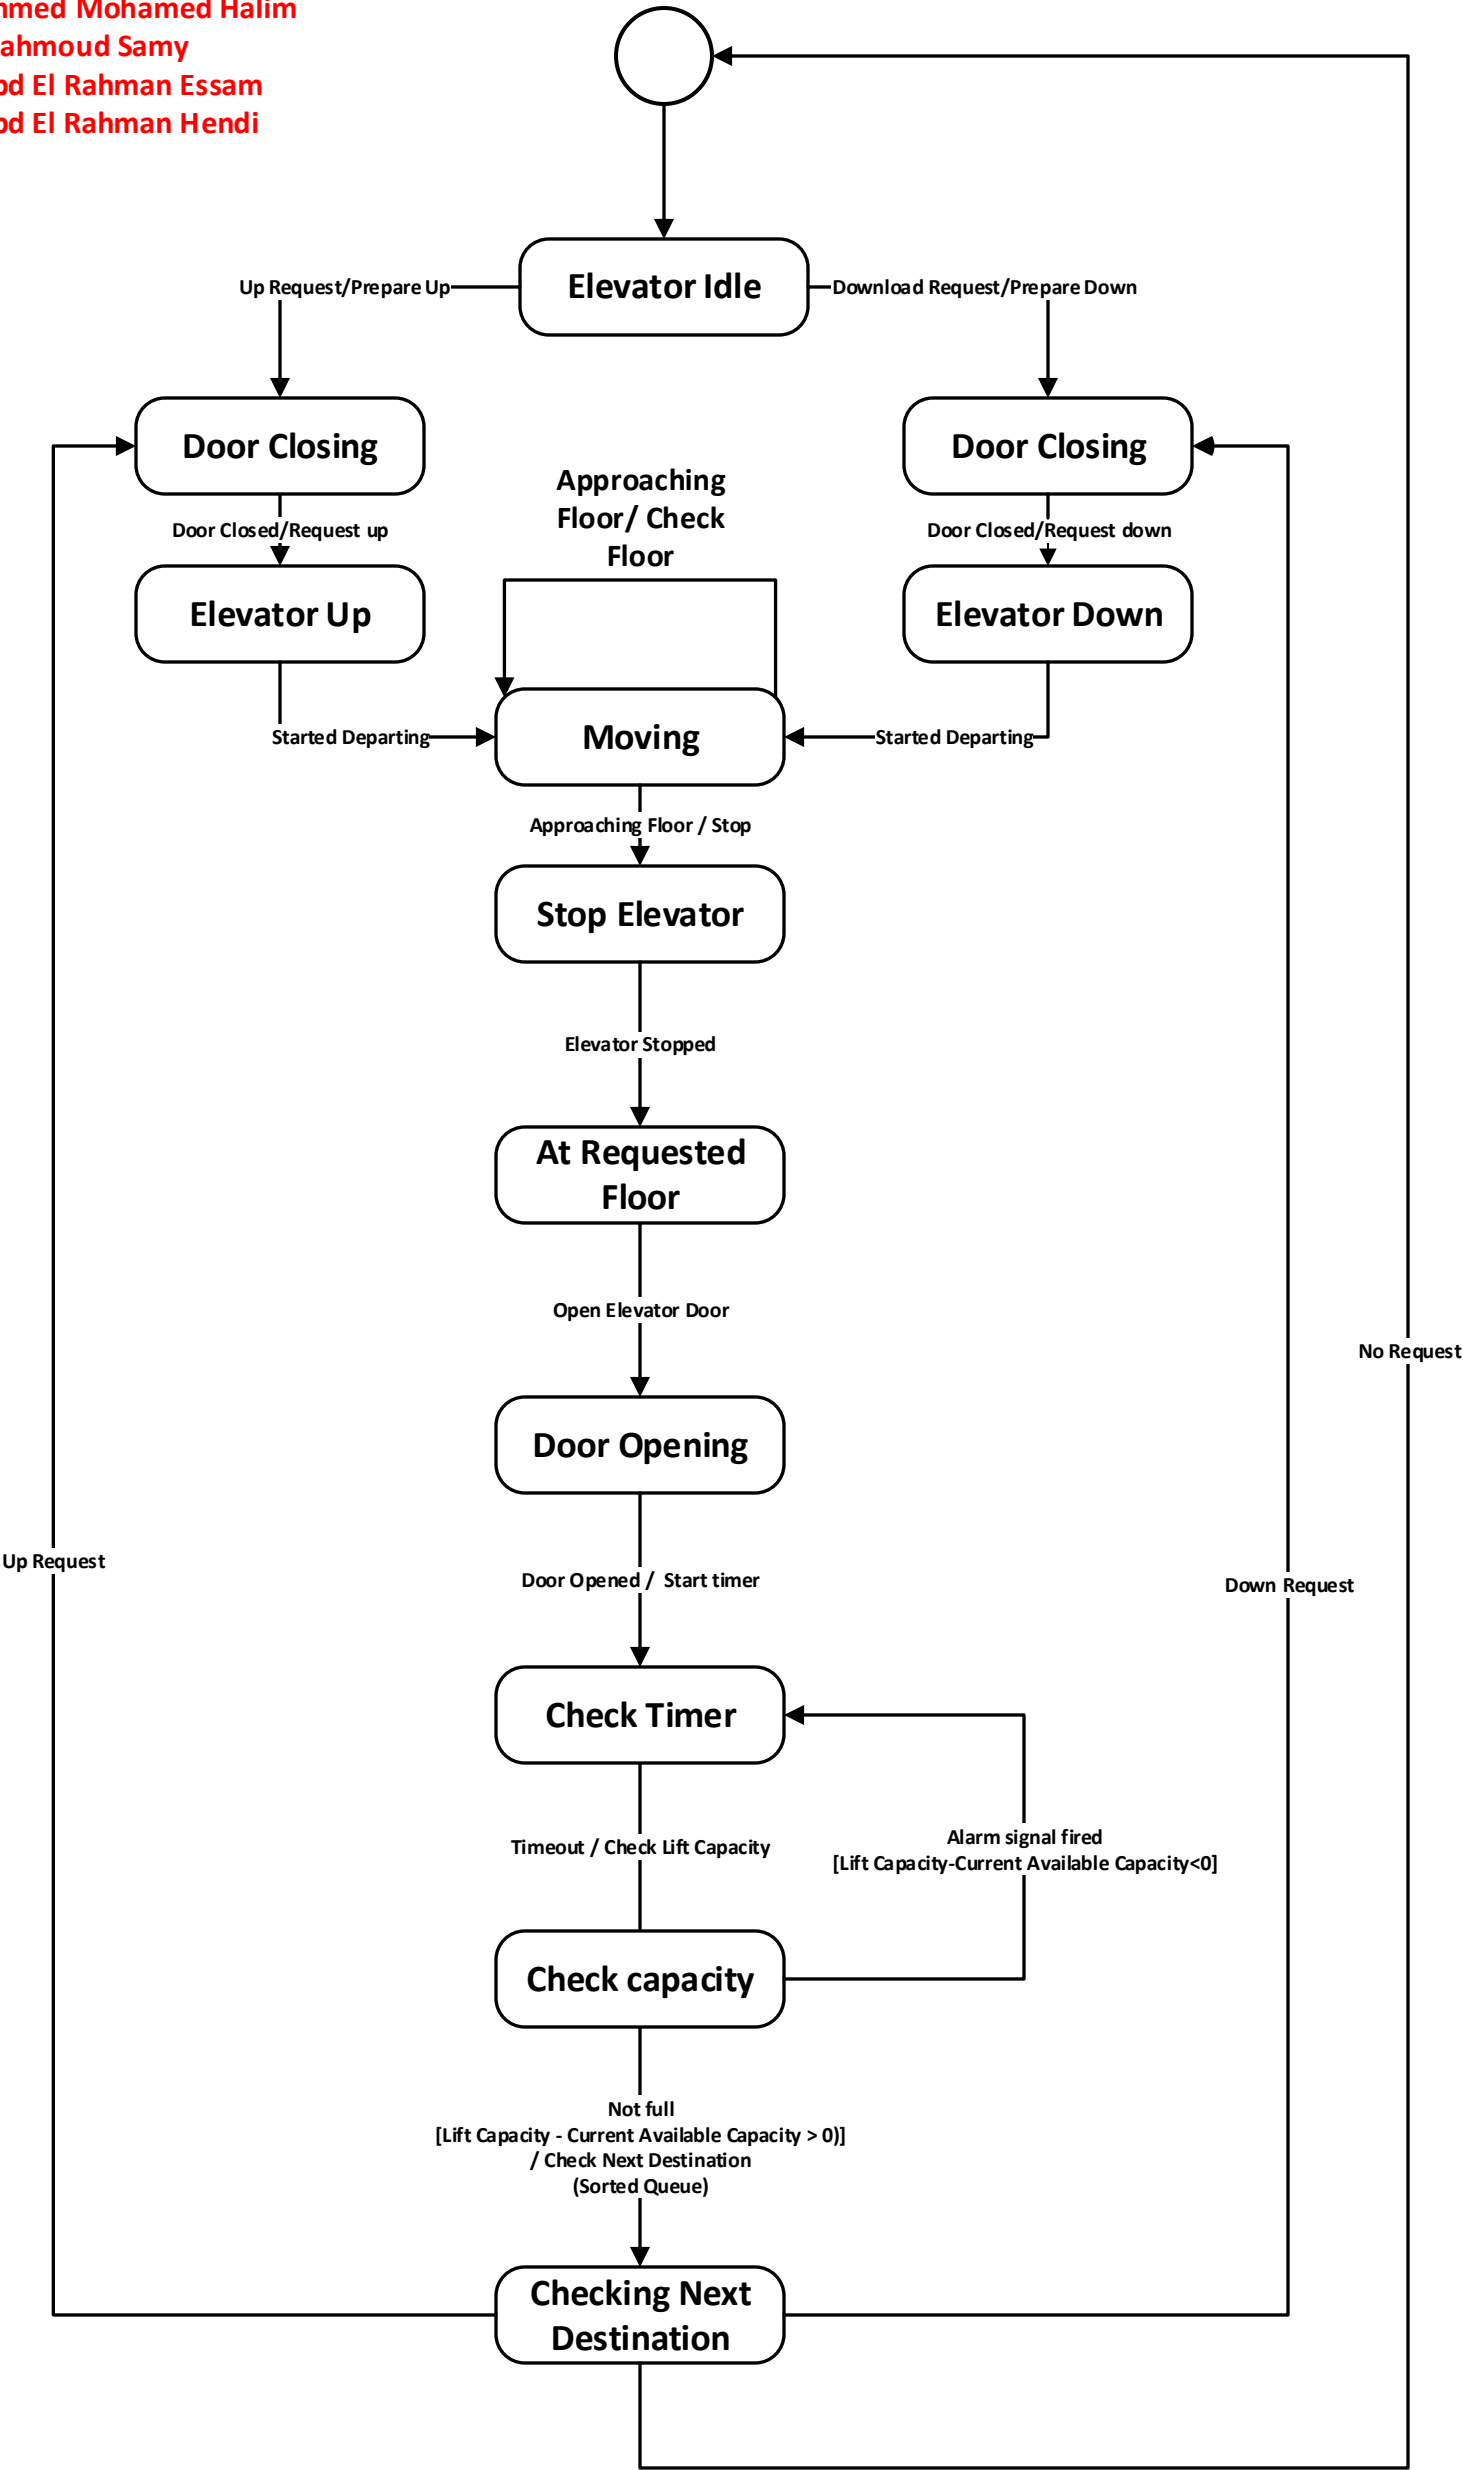 Mohamed Halim
Samy
El Rahman Essam
El Rahman Hendi
Elevator Idle
Up Request/Prepare Up
Download Request/Prepare Down
Door Closing
Door Closing
Approaching
Floor/ Check
Floor
Door Closed/Request up
Door Closed/Request down
Elevator Up
Elevator Down
Started Departing
Moving
Started Departing
Approaching Floor / Stop
Stop Elevator
Elevator Stopped
At Requested
Floor
Open Elevator Door
No Request
Door Opening
Up Request
Door Opened / Start timer
Down Request
Check Timer
Timeout / Check Lift Capacity
Alarm signal fired
[Lift Capacity-Current Available Capacity<0]
Check capacity
Not full
[Lift Capacity - Current Available Capacity > 0)]
/ Check Next Destination
(Sorted Queue)
Checking Next
Destination